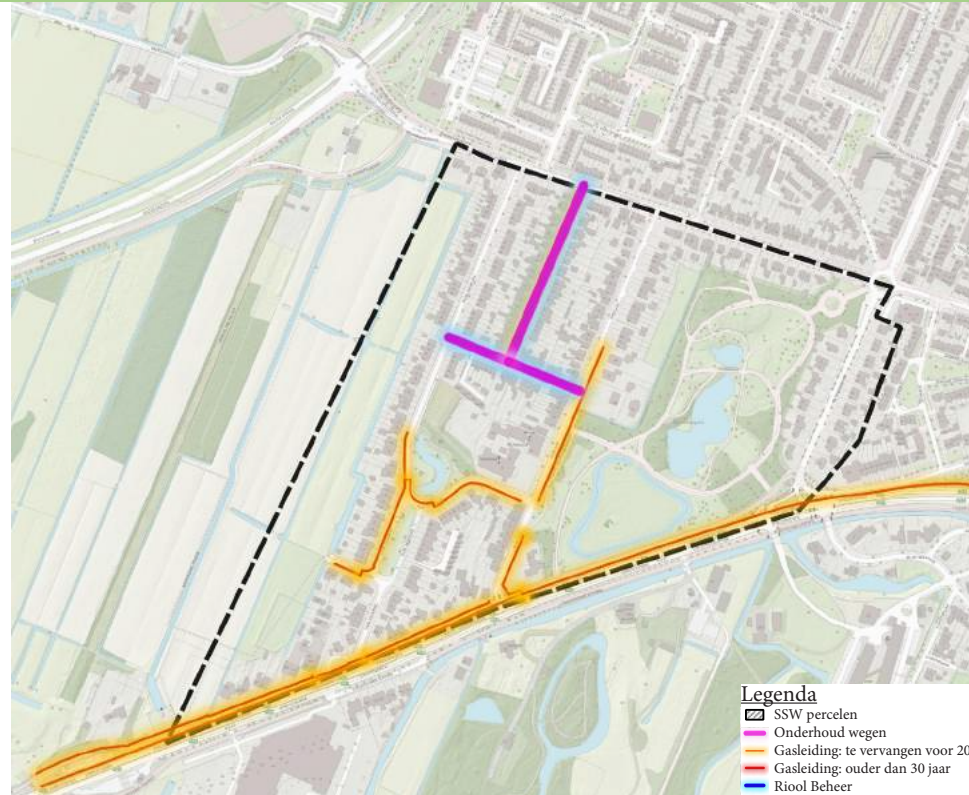 Legenda
SSW percelen
Onderhoud wegen
Gasleiding: te vervangen voor 20
Gasleiding: ouder dan 30 jaar
Riool Beheer